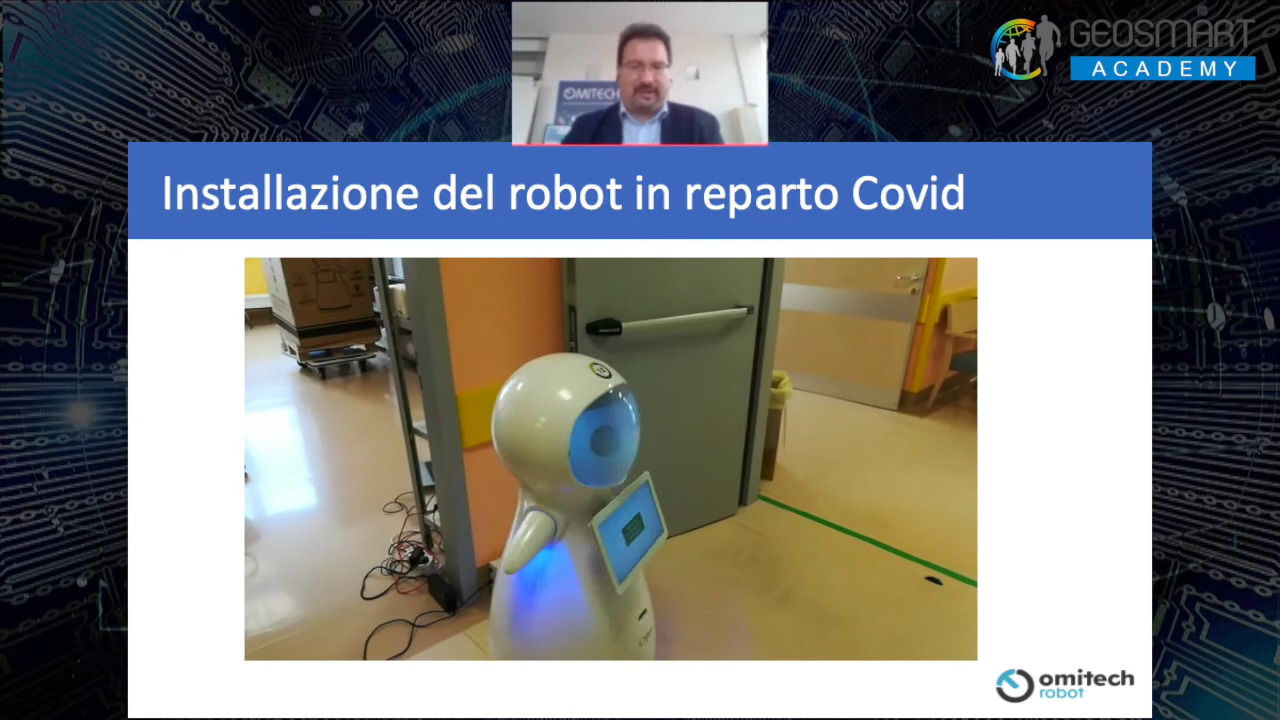 GEOSMART
ACADEMY
OMITECH
Installazione del robot in reparto Covid
omitech
robot